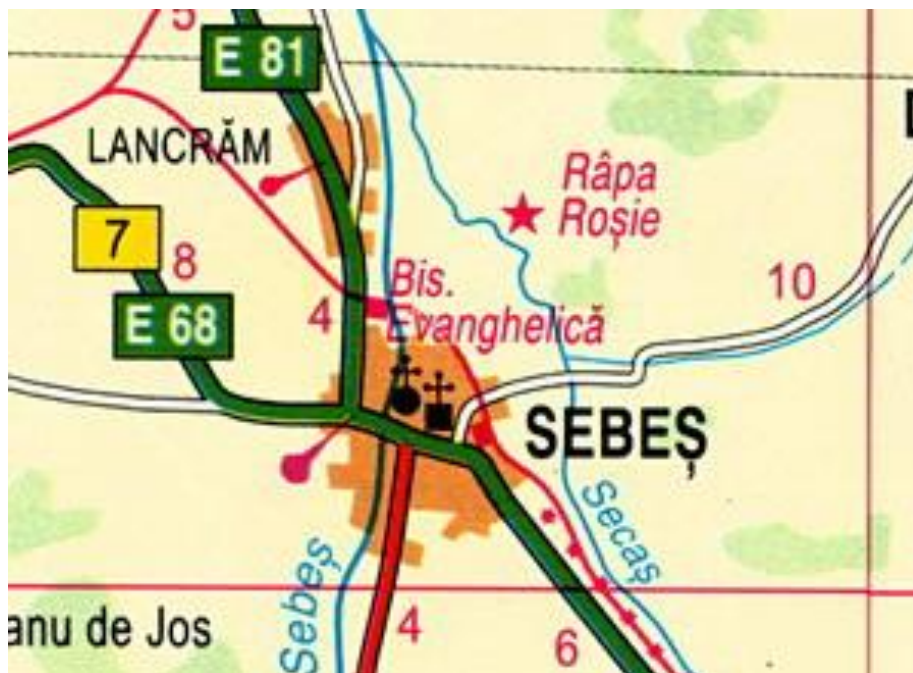 5
E 81
LANCRĂM
Râpa
Roșie
7
8
10
Bis.
Evanghelică
4
E 68
SEBEȘ
Secaș
Sebeș
anu de Jos
4
6